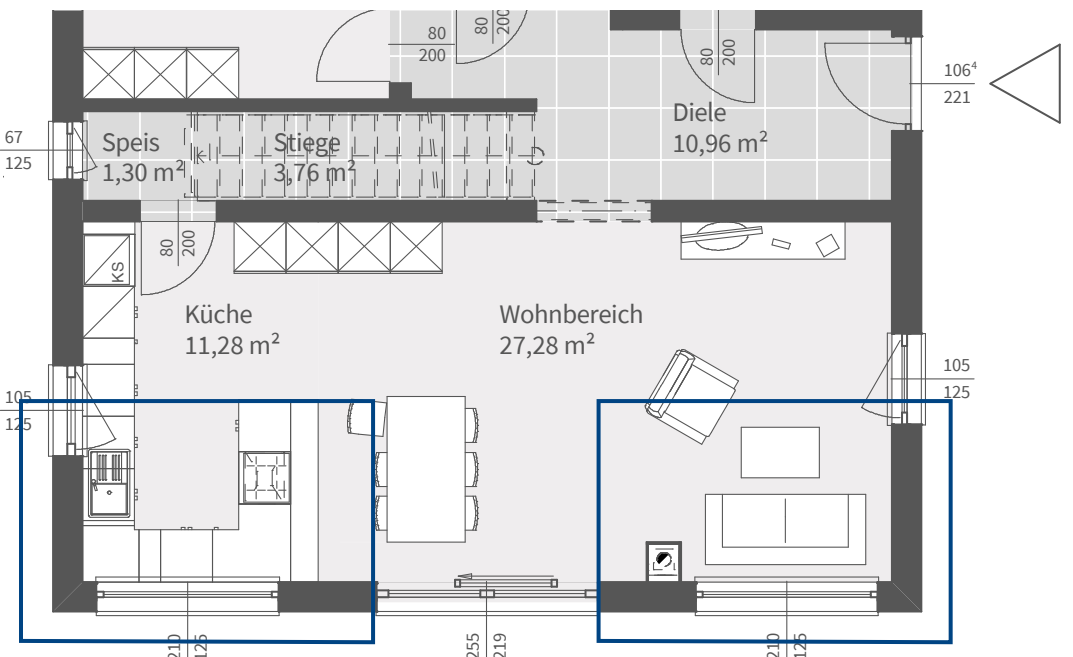 80
200
80
200
80
200
106⁴
221
Diele
10,96 m²
67
125
Speis
1,30 m²
Stiege
3,76 m²
80
200
KS
Küche
11,28 m²
Wohnbereich
27,28 m²
105
125
105
125
210
125
255
219
210
125